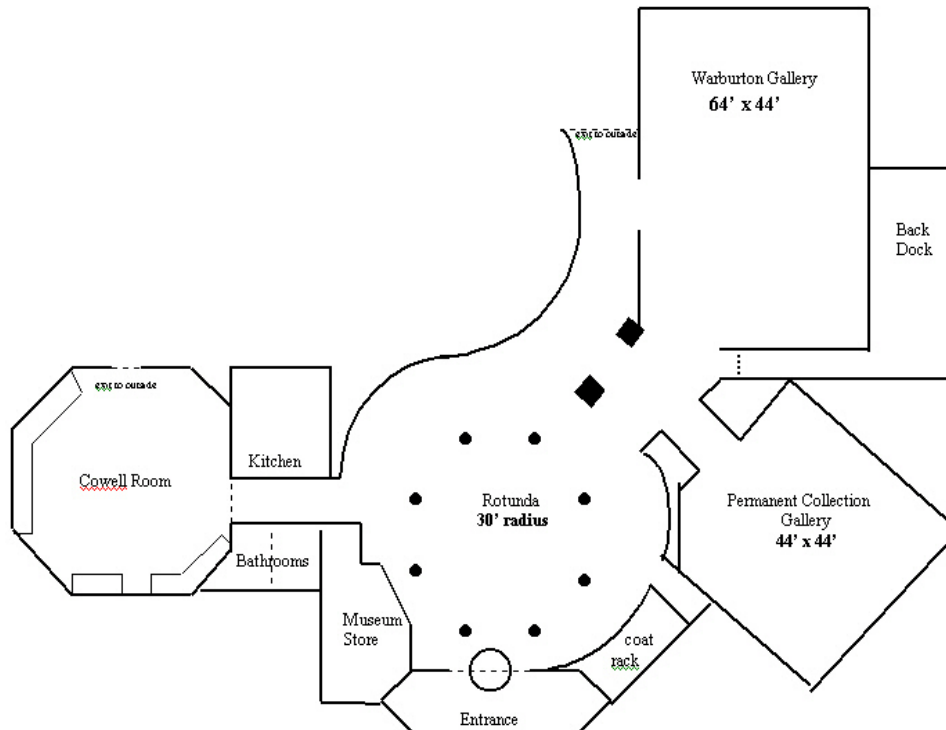 Warburton Gallery
64’ x 44’
exit to outside
Back
Dock
exit to outside
Kitchen
Cowell Room
Rotunda
30’ radius
Permanent Collection
Gallery
44’ x 44’
Bathrooms
Museum
Store
coat
rack
Entrance